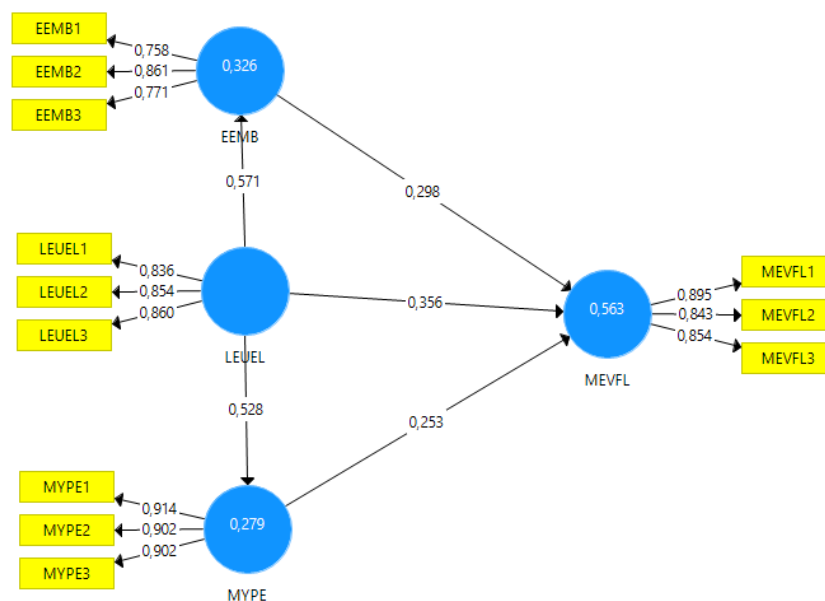 EEMB1
EEMB2
EEMB3
0,758
0,861
0,771
0,326
EEMB
0,571
0,298
LEUEL1
LEUEL2
LEUEL3
0,836
0,854
0,860
LEUEL
0,356
0,528
0,253
0,563
MEVFL
0,895
0,843
0,854
MEVFL1
MEVFL2
MEVFL3
MYPE1
MYPE2
MYPE3
0,914
0,902
0,902
0,279
MYPE